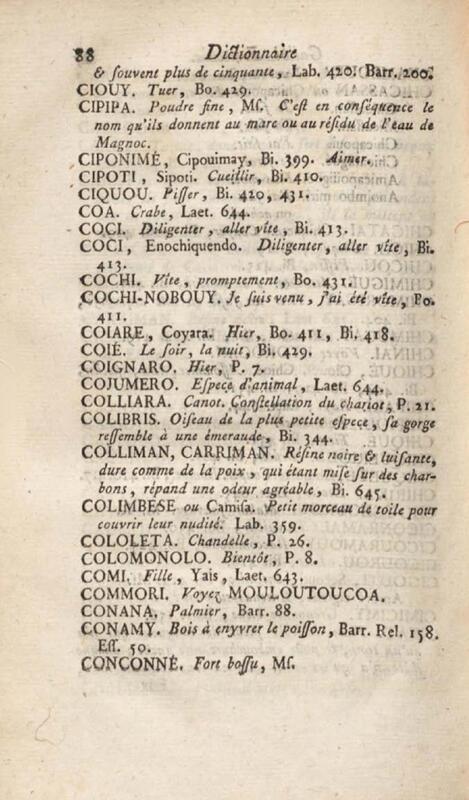 88 Dictionnaire
& souvent plus de cinquante, Lab. 420. Barr. 200.
CIOUY. Tuer, Bo. 429.
CIPIPA. Poudre fine, Mſ. C'eſt en conſéquence le
nom qu'ils donnent au marc ou au réſidu de l'eau de
Magnoc.
CIPONIMÉ, Cipouimay, Bi. 399. Aimer.
CIPOTI, Sipoti. Cueillir, Bi. 410.
CIQUOU. Piſſer, Bi. 420, 431.
COA. Crabe, Laet. 644.
COCI. Diligenter, aller vîte, Bi. 413.
COCI, Enochiquendo. Diligenter, aller vîte, Bi.
413.
COCHI. Vîte, promptement, Bo. 431.
COCHI-NOBOUY. Je ſuis venu, j'ai été vîte, Bo.
411.
COIARE, Coyara. Hier, Bo. 411, Bi. 418.
COIÉ. Le ſoir, la nuit, Bi. 429.
COIGNARO. Hier, P. 7.
COJUMERO. Eſpece d'animal, Laet. 644.
COLLIARA. Canot. Conſtellation du chariot, P. 21.
COLIBRIS. Oiſeau de la plus petite eſpece, ſa gorge
reſſemble à une émeraude, Bi. 344.
COLLIMAN, CARRIMAN. Réſine noire & luiſante,
dure comme de la poix, qui étant miſe ſur des char-
bons, répand une odeur agréable, Bi. 645.
COLIMBESE ou Camiſa. Petit morceau de toile pour
couvrir leur nudité. Lab. 359.
COLOLETA. Chandelle, P. 26.
COLOMONOLO. Bientôt, P. 8.
COMI. Fille, Yais, Laet. 643.
COMMORI. Voyez MOULOUTOUCOA.
CONANA. Palmier, Barr. 88.
CONAMY. Bois à enyvrer le poiſſon, Barr. Rel. 158.
Eſſ. 50.
CONCONNÉ. Fort boſſu, Mſ.